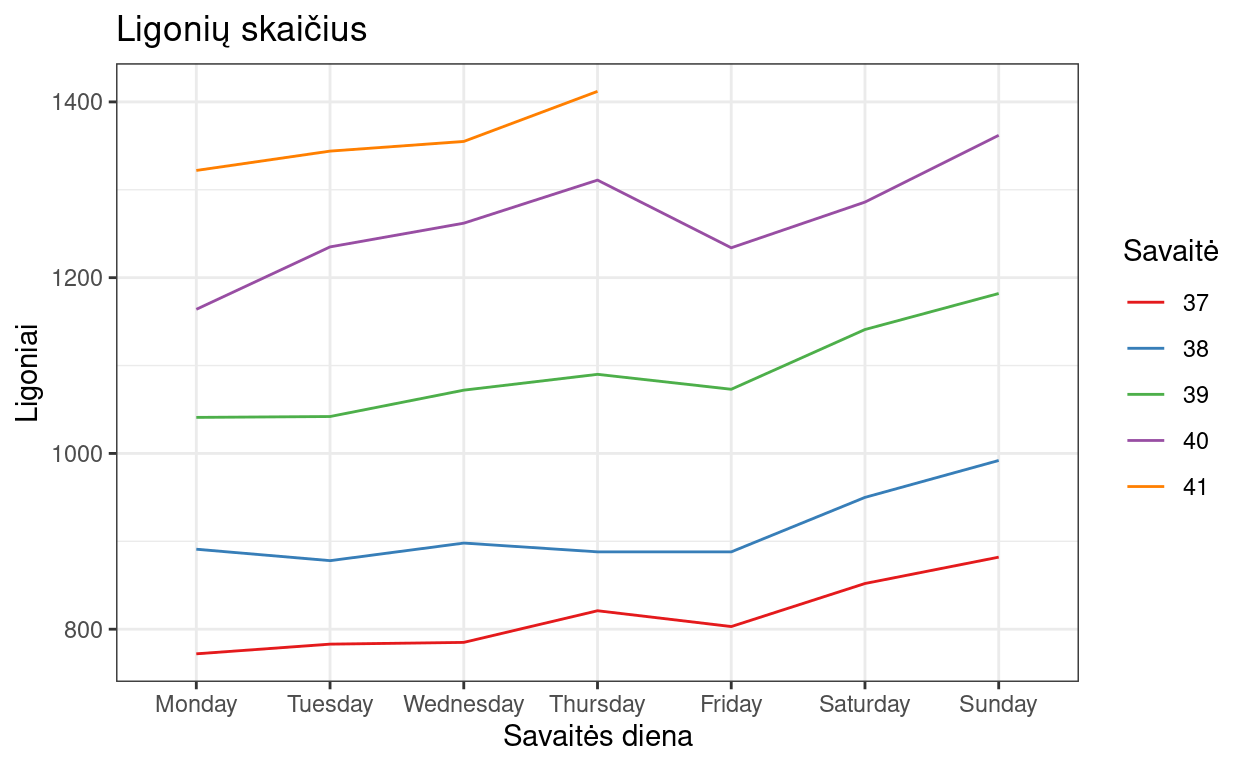 Ligonių skaičius
Ligoniai
1400
1200
1000
800
Monday Tuesday Wednesday Thursday Friday Saturday Sunday
Savaitės diena
Savaitė
37
38
39
40
41